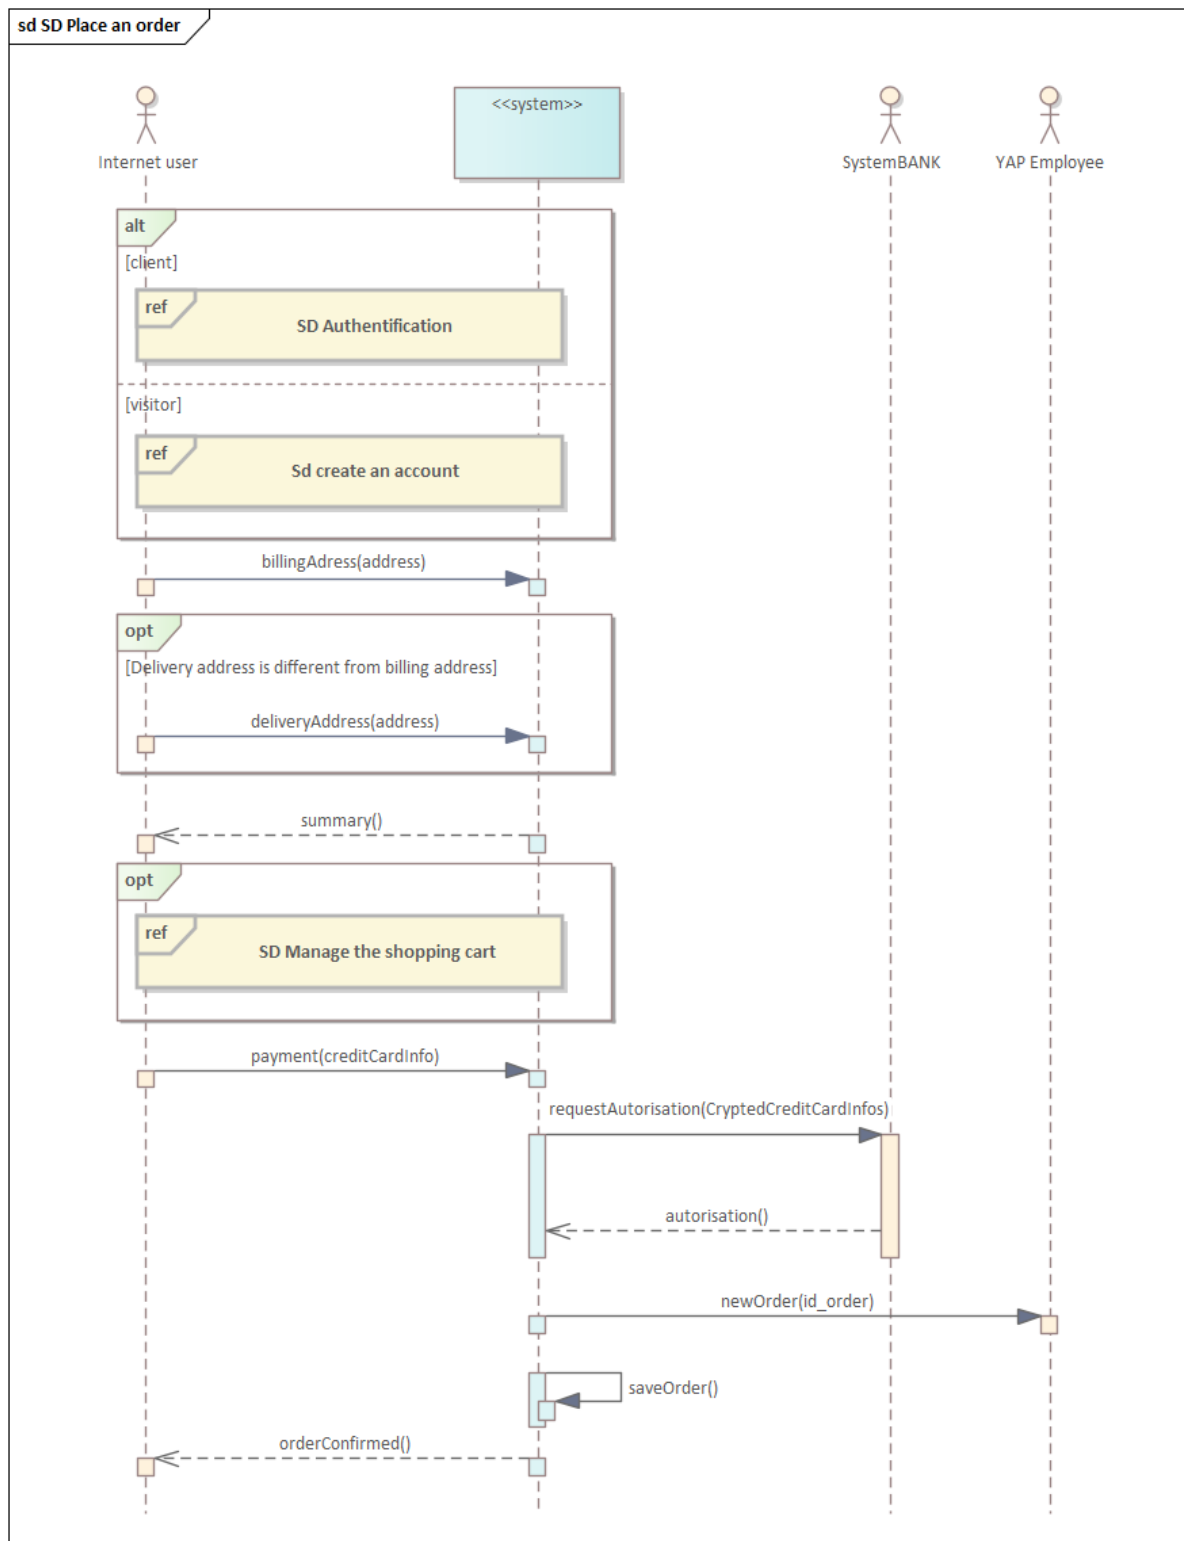 sd SD Place an order
<<system>>
Internet user
SystemBANK
YAP Employee
alt
[client]
ref
SD Authentification
[visitor]
ref
Sd create an account
billingAdress(address)
opt
[Delivery address is different from billing address]
deliveryAddress(address)
summary()
opt
ref
SD Manage the shopping cart
payment(creditCardInfo)
requestAutorisation(CryptedCreditCardInfos)
autorisation()
newOrder(id_order)
saveOrder()
orderConfirmed()